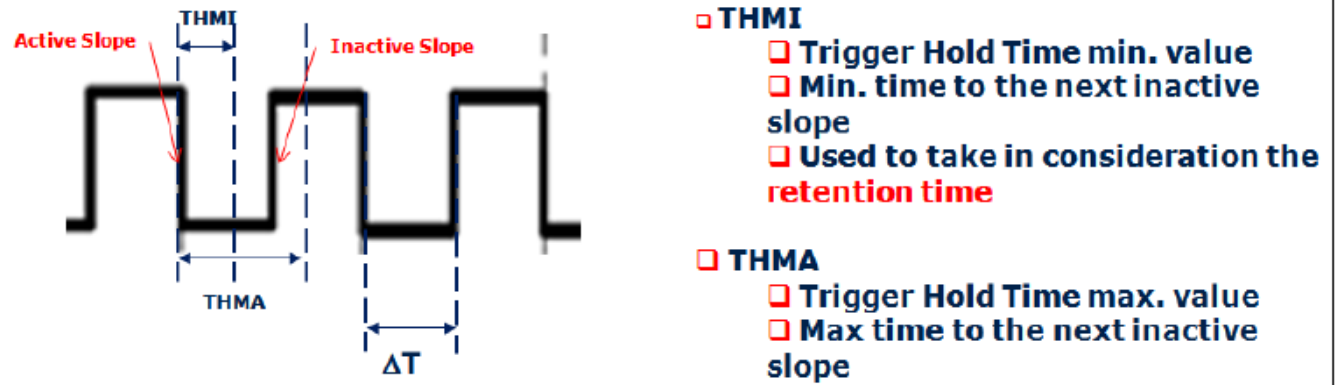 THMI
Active Slope
Inactive Slope
THMA
ΔT
THMI
Trigger Hold Time min. value
Min. time to the next inactive
slope
Used to take in consideration the
retention time
THMA
Trigger Hold Time max. value
Max time to the next inactive
slope